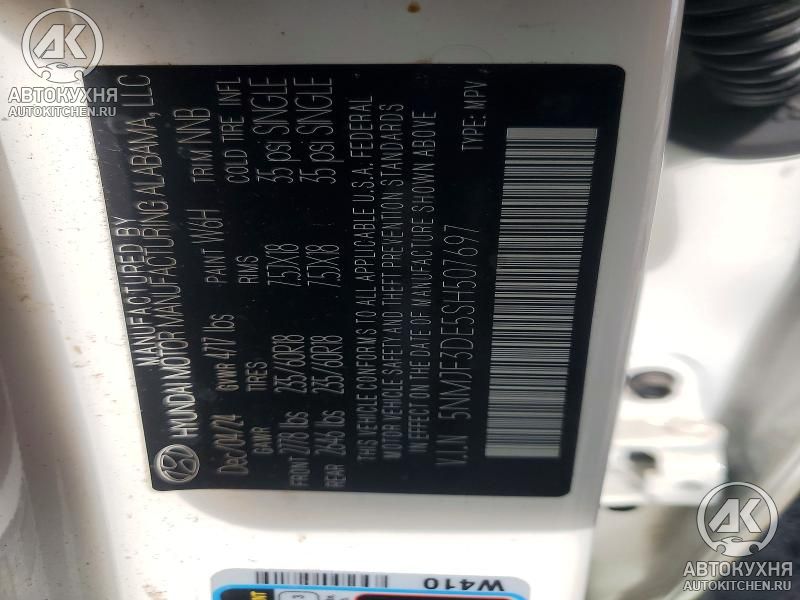 АВТОКУХНЯ
AUTOKITCHEN.RU
MANUFACTURED BY
HYUNDAI MOTOR MANUFACTURING ALABAMA, LLC
Dec/04/24 GVWR 4717 lbs PAINT W6H TRIM NNB
GAWR TIRES RIMS COLD TIRE INFL
FRONT 2778 lbs 235/60R18 7.5JX18 35 psi SINGLE
REAR 2646 lbs 235/60R18 7.5JX18 35 psi SINGLE
THIS VEHICLE CONFORMS TO ALL APPLICABLE U.S.A. FEDERAL
MOTOR VEHICLE SAFETY AND THEFT PREVENTION STANDARDS
IN EFFECT ON THE DATE OF MANUFACTURE SHOWN ABOVE
V.I.N 5NMJF3DE5SH507697 TYPE: MPV
W410
АВТОКУХНЯ
AUTOKITCHEN.RU